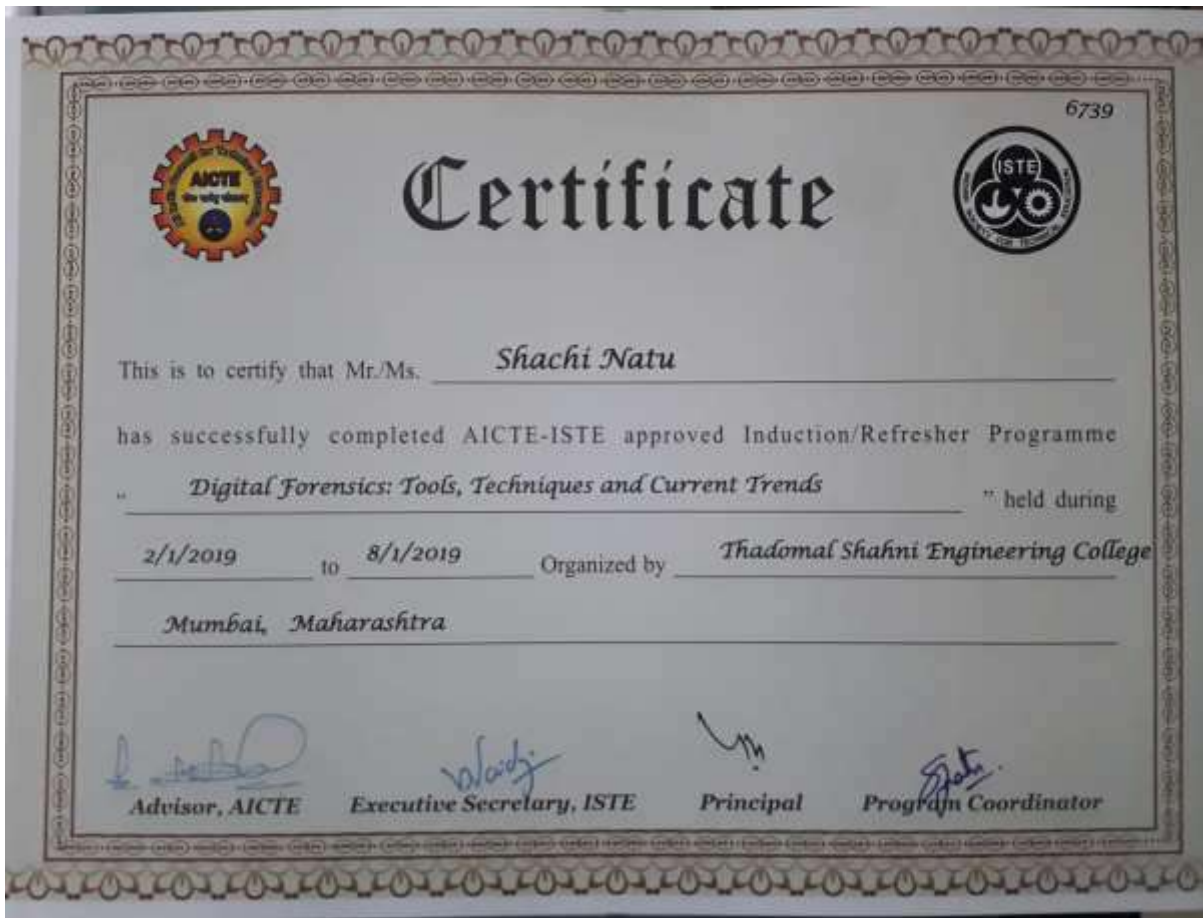 6739
AICTE
ISTE
Certificate
This is to certify that Mr./Ms. Shachi Natu
has successfully completed AICTE-ISTE approved Induction/Refresher Programme
“ Digital Forensics: Tools, Techniques and Current Trends ” held during
2/1/2019 to 8/1/2019 Organized by Thadomal Shahni Engineering College
Mumbai, Maharashtra
Advisor, AICTE Executive Secretary, ISTE Principal Program Coordinator